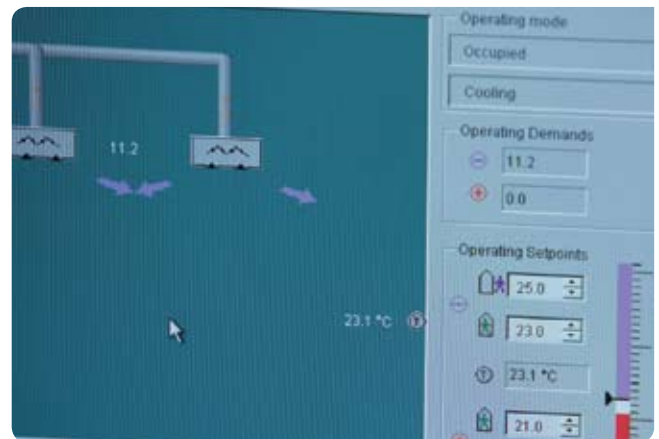 11.2
23.1 °C
Operating mode
Occupied
Cooling
Operating Demands
11.2
0.0
Operating Setpoints
25.0
23.0
23.1 °C
21.0